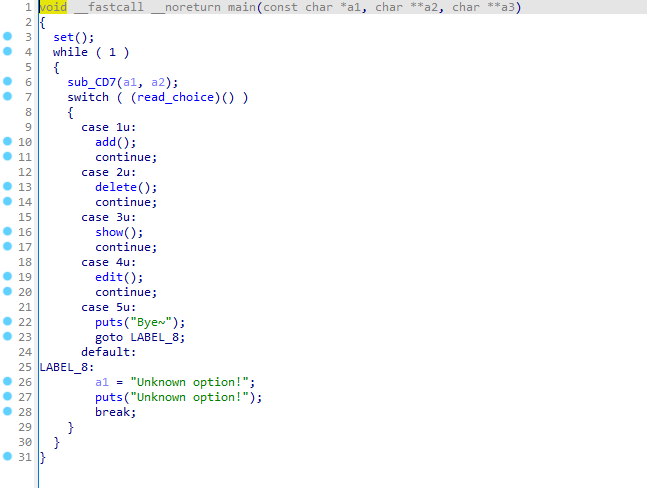 1 void __fastcall __noreturn main(const char *a1, char **a2, char **a3)
2 {
3 set();
4 while ( 1 )
5 {
6 sub_CD7(a1, a2);
7 switch ( (read_choice)() )
8 {
9 case 1u:
10 add();
11 continue;
12 case 2u:
13 delete();
14 continue;
15 case 3u:
16 show();
17 continue;
18 case 4u:
19 edit();
20 continue;
21 case 5u:
22 puts("Bye~");
23 goto LABEL_8;
24 default:
25 LABEL_8:
26 a1 = "Unknown option!";
27 puts("Unknown option!");
28 break;
29 }
30 }
31 }